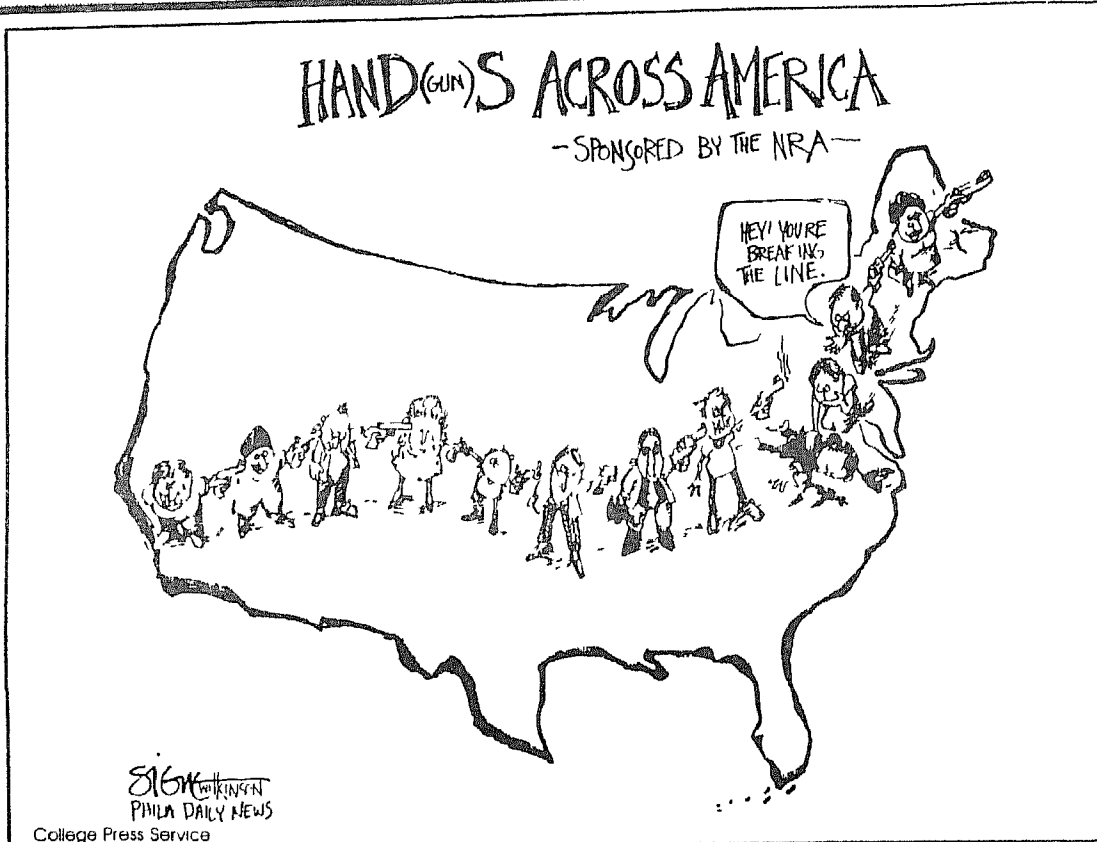 HAND(GUN)S ACROSS AMERICA
-SPONSORED BY THE NRA-
HEY! YOU'RE
BREAKING
THE LINE.
SIGNE WILKINSON
PHILA DAILY NEWS
College Press Service